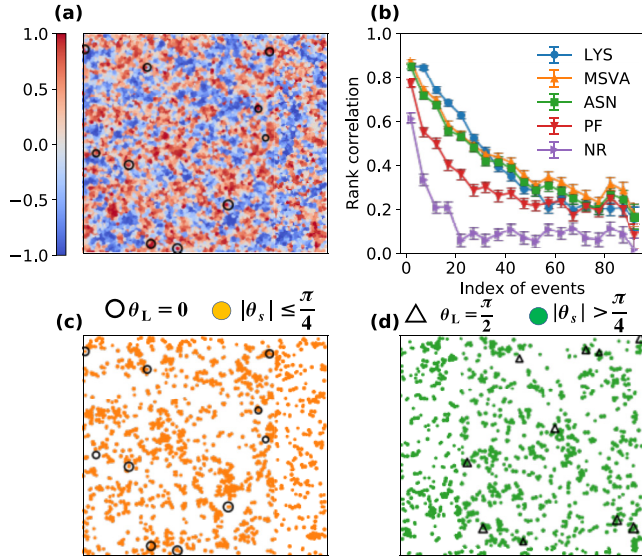 (a)
1.0
0.5
0.0
−0.5
−1.0
(b)
Rank correlation
1.0
0.8
0.6
0.4
0.2
0.0
LYS
MSVA
ASN
PF
NR
0 20 40 60 80
Index of events
θL = 0 |θs| ≤ π/4
θL = π/2 |θs| > π/4
(c)
(d)